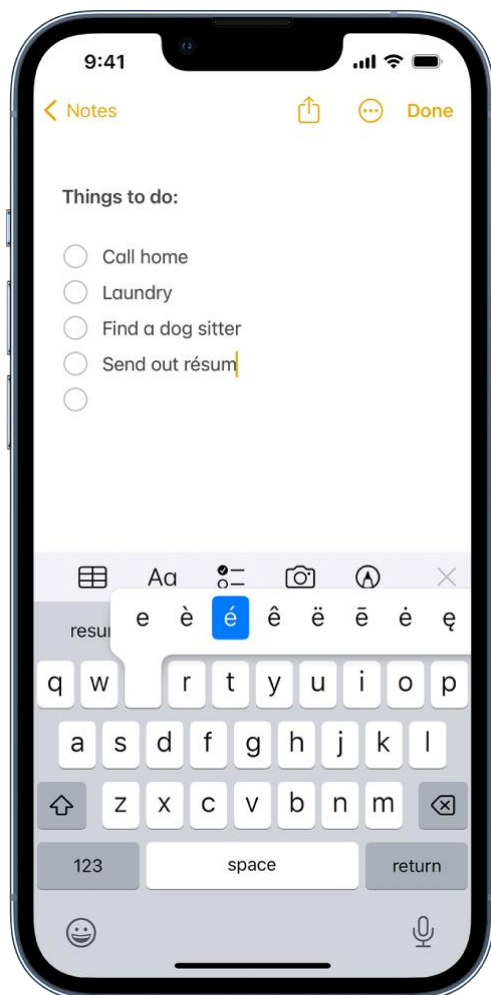 9:41
Notes Done
Things to do:
Call home
Laundry
Find a dog sitter
Send out résum
Aa
e è é ê ë ē ė ę
q w r t y u i o p
a s d f g h j k l
z x c v b n m
123 space return